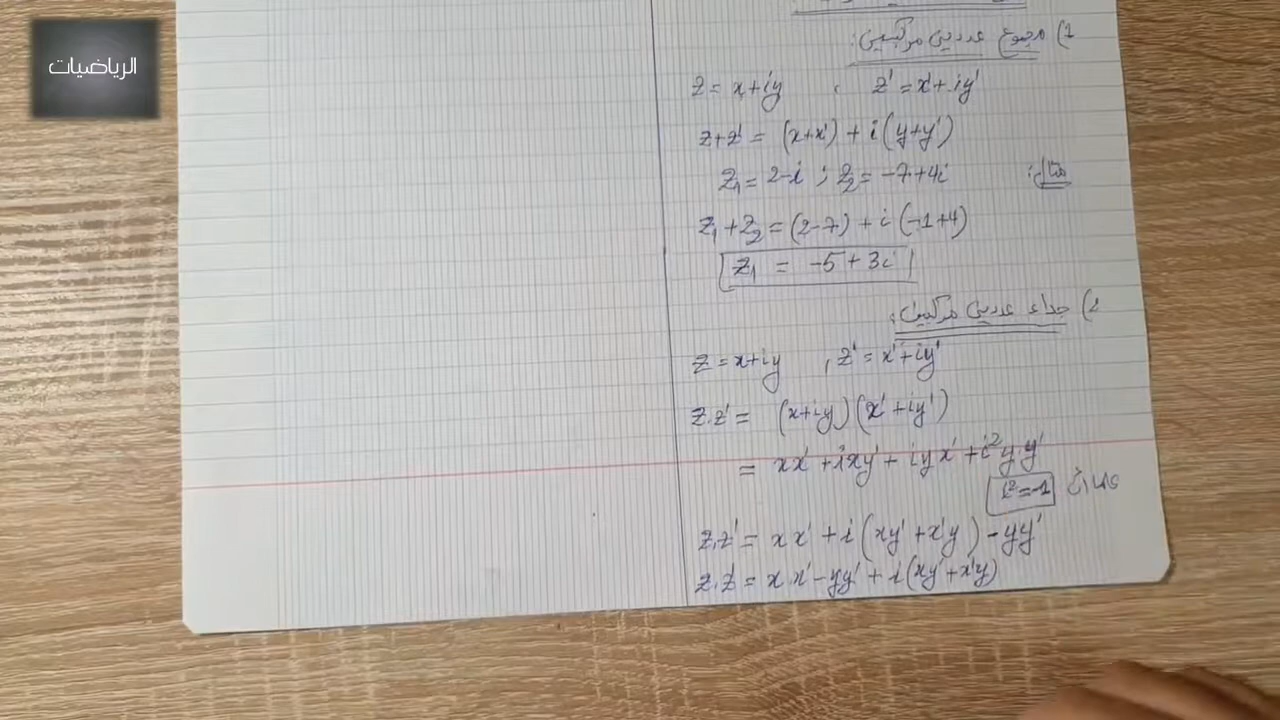 الرياضيات
1) مجموع عددين مركبين:
z = x+iy , z' = x'+iy'
z+z' = (x+x') + i(y+y')
مثال: z₁ = 2-i ; z₂ = -7+4i
z₁+z₂ = (2-7) + i(-1+4)
z₁ = -5+3i
2) جداء عددين مركبين:
z = x+iy , z' = x'+iy'
z.z' = (x+iy)(x'+iy')
= xx' + ixy' + iyx' + i²y.y'
i² = -1
z.z' = xx' + i(xy'+x'y) - yy'
z.z' = x.x' - yy' + i(xy'+x'y)